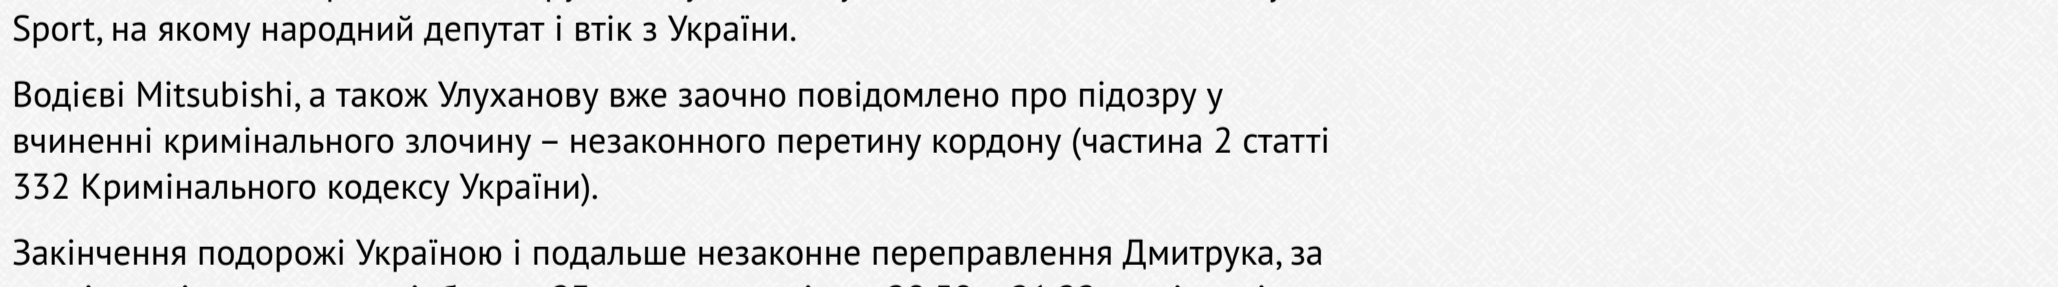 Sport, на якому народний депутат і втік з України.
Водієві Mitsubishi, а також Улуханову вже заочно повідомлено про підозру у
вчиненні кримінального злочину – незаконного перетину кордону (частина 2 статті
332 Кримінального кодексу України).
Закінчення подорожі Україною і подальше незаконне переправлення Дмитрука, за